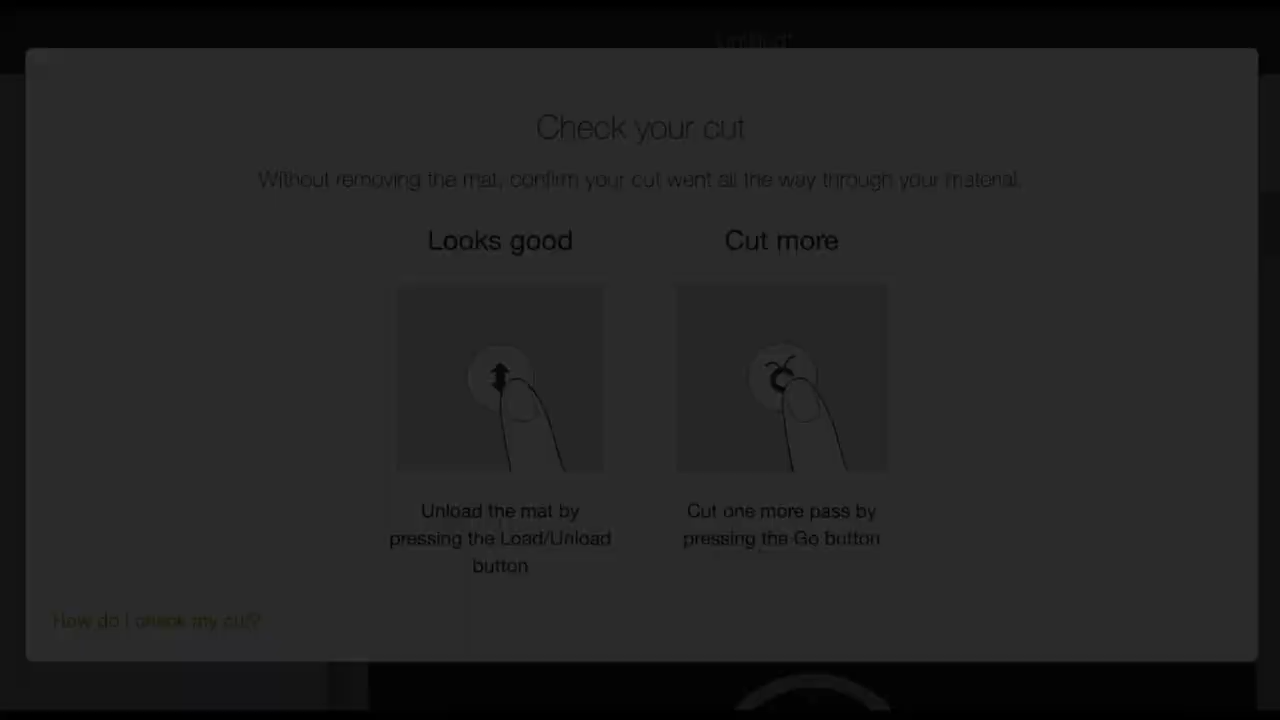 Untitled*
Check your cut
Without removing the mat, confirm your cut went all the way through your material.
Looks good
Cut more
Unload the mat by
pressing the Load/Unload
button
Cut one more pass by
pressing the Go button
How do I check my cut?